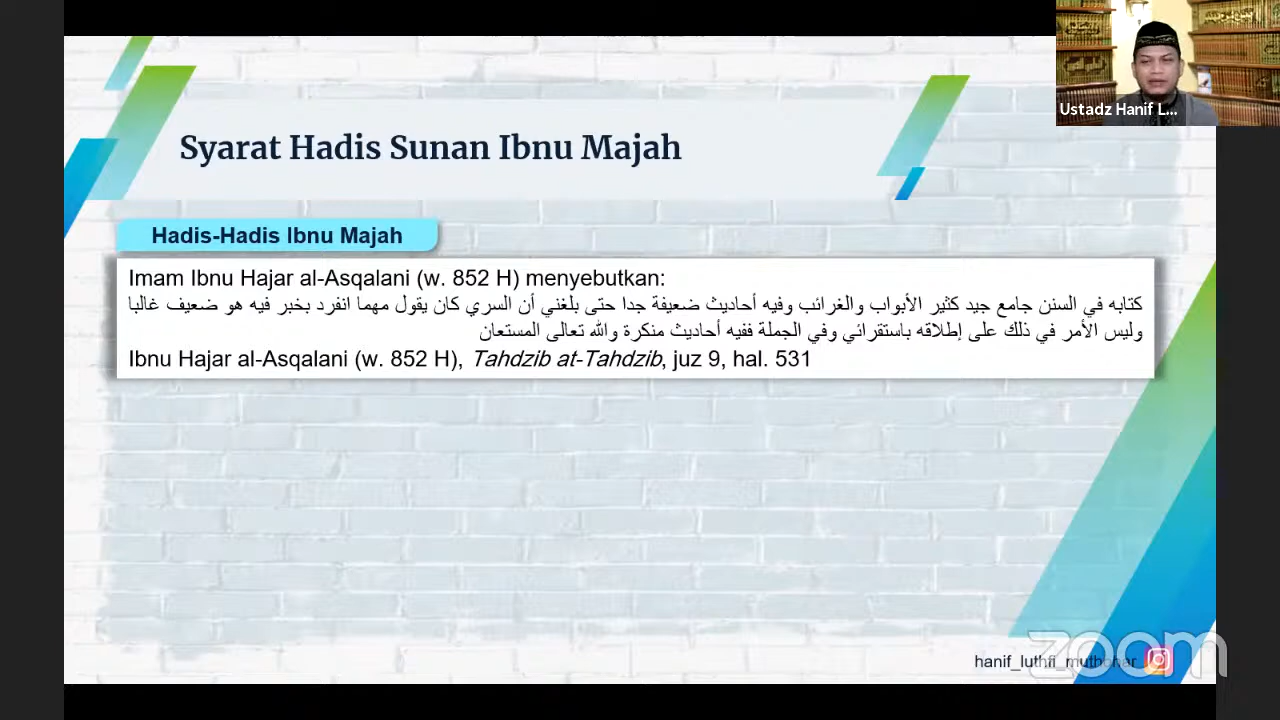 Ustadz Hanif L...
Syarat Hadis Sunan Ibnu Majah
Hadis-Hadis Ibnu Majah
Imam Ibnu Hajar al-Asqalani (w. 852 H) menyebutkan:
كتابه في السنن جامع جيد كثير الأبواب والغرائب وفيه أحاديث ضعيفة جدا حتى بلغني أن السري كان يقول مهما انفرد بخبر فيه هو ضعيف غالبا
وليس الأمر في ذلك على إطلاقه باستقرائي وفي الجملة ففيه أحاديث منكرة والله تعالى المستعان
Ibnu Hajar al-Asqalani (w. 852 H), Tahdzib at-Tahdzib, juz 9, hal. 531
hanif_luthfi_muthohar
zoom